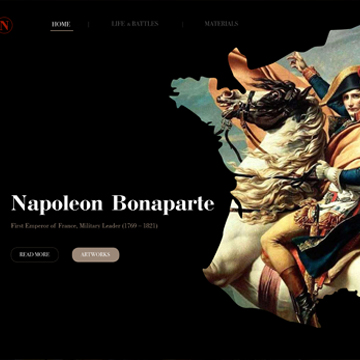 N
HOME | LIFE & BATTLES | MATERIALS
Napoleon Bonaparte
First Emperor of France, Military Leader (1769 – 1821)
READ MORE ARTWORKS